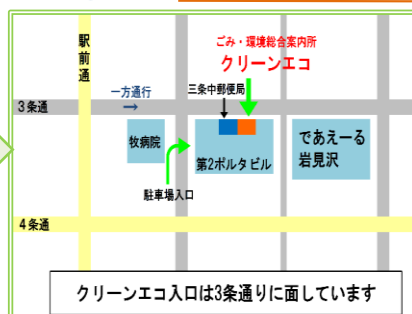 駅前通
ごみ・環境総合案内所
クリーンエコ
一方通行
→
三条中郵便局
3条通
牧病院
第2ポルタビル
であえーる
岩見沢
駐車場入口
4条通
クリーンエコ入口は3条通りに面しています